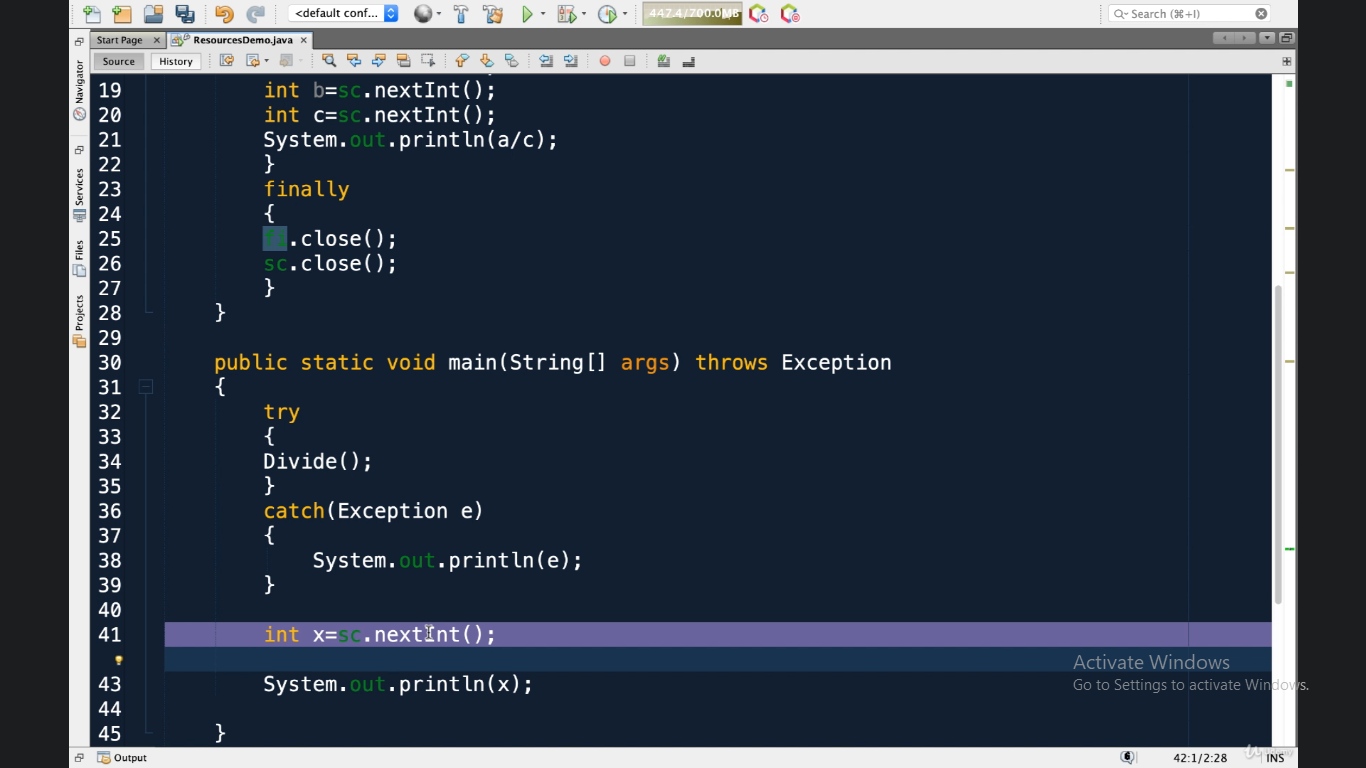 <default conf...
447.4/700.0MB
Search (⌘+I)
Start Page
ResourcesDemo.java
Source
History
Navigator
Services
Files
Projects
19 int b=sc.nextInt();
20 int c=sc.nextInt();
21 System.out.println(a/c);
22 }
23 finally
24 {
25 fi.close();
26 sc.close();
27 }
28 }
29
30 public static void main(String[] args) throws Exception
31 {
32 try
33 {
34 Divide();
35 }
36 catch(Exception e)
37 {
38 System.out.println(e);
39 }
40
41 int x=sc.nextInt();
43 System.out.println(x);
44
45 }
Activate Windows
Go to Settings to activate Windows.
Output
6
42:1/2:28
INS